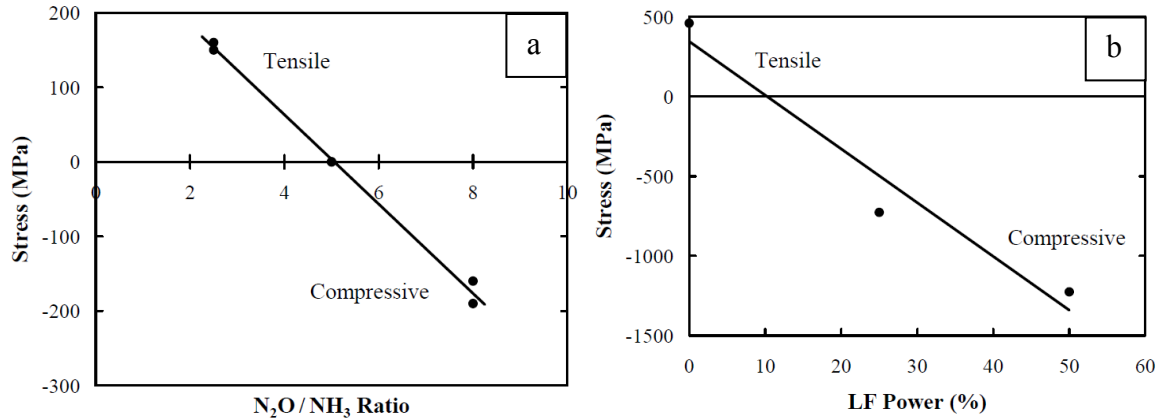 200
100
0
-100
-200
-300
0
2
4
6
8
10
Tensile
Compressive
a
Stress (MPa)
N₂O / NH₃ Ratio
500
0
-500
-1000
-1500
0
10
20
30
40
50
60
Tensile
Compressive
b
Stress (MPa)
LF Power (%)